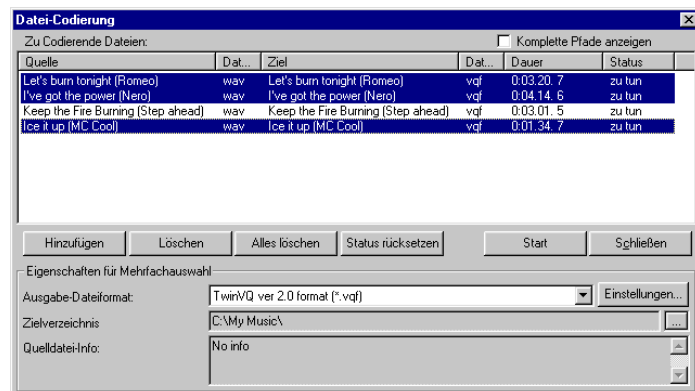 Datei-Codierung
Zu Codierende Dateien: Komplette Pfade anzeigen
Quelle Dat... Ziel Dat... Dauer Status
Let's burn tonight (Romeo) wav Let's burn tonight (Romeo) vqf 0:03.20. 7 zu tun
I've got the power (Nero) wav I've got the power (Nero) vqf 0:04.14. 6 zu tun
Keep the Fire Burning (Step ahead) wav Keep the Fire Burning (Step ahead) vqf 0:03.01. 5 zu tun
Ice it up (MC Cool) wav Ice it up (MC Cool) vqf 0:01.34. 7 zu tun
Hinzufügen Löschen Alles löschen Status rücksetzen Start Schließen
Eigenschaften für Mehrfachauswahl
Ausgabe-Dateiformat: TwinVQ ver 2.0 format (*.vqf) Einstellungen...
Zielverzeichnis C:\My Music\ ...
Quelldatei-Info: No info